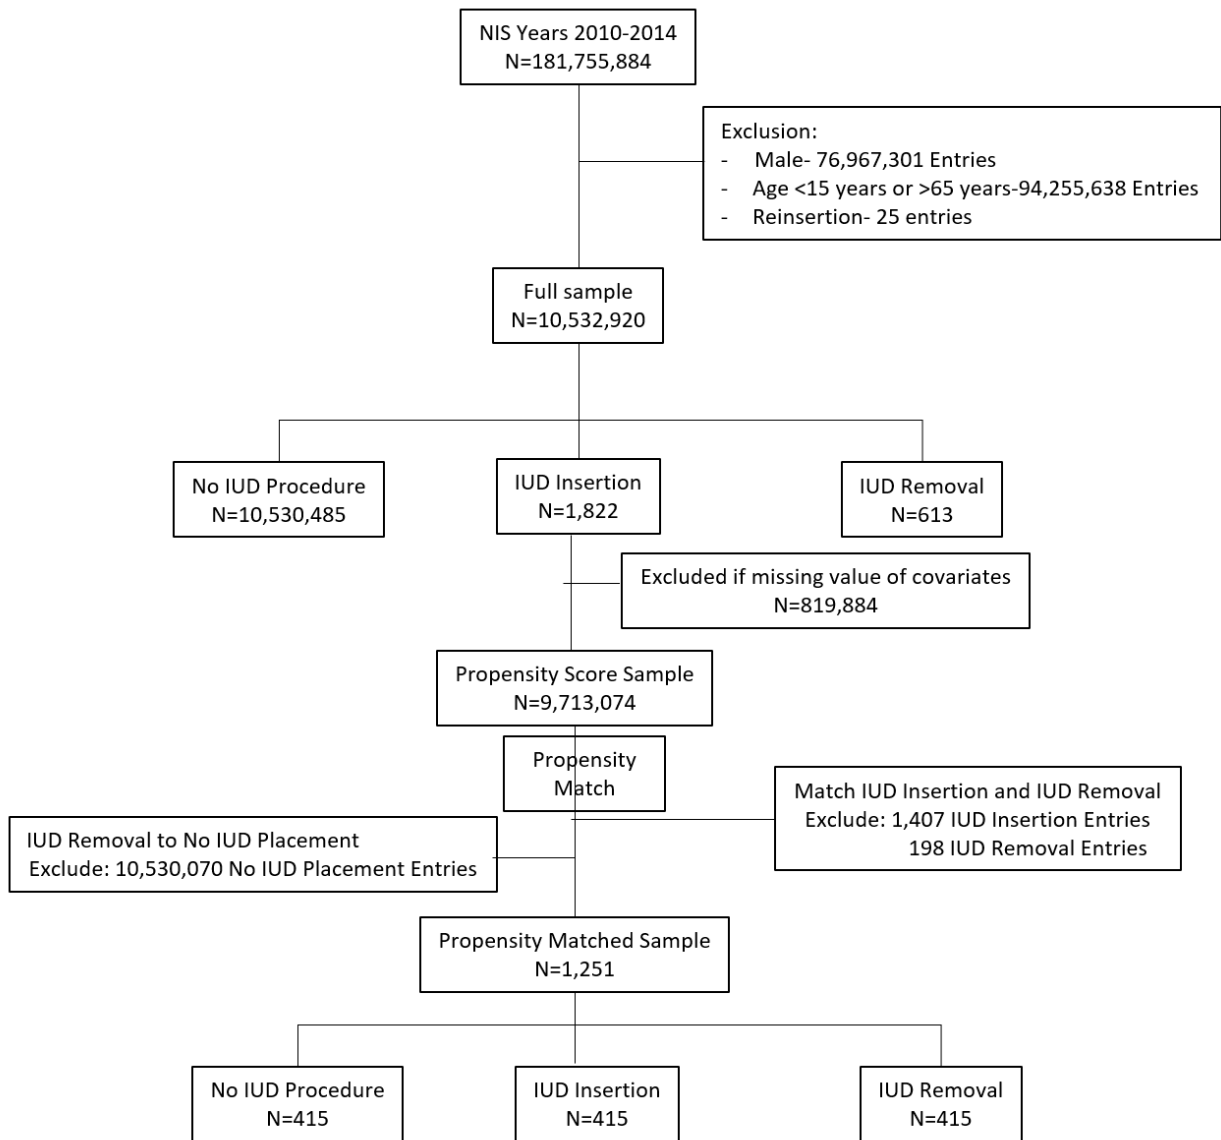 NIS Years 2010-2014
N=181,755,884
Exclusion:
- Male- 76,967,301 Entries
- Age <15 years or >65 years-94,255,638 Entries
- Reinsertion- 25 entries
Full sample
N=10,532,920
No IUD Procedure
N=10,530,485
IUD Insertion
N=1,822
IUD Removal
N=613
Excluded if missing value of covariates
N=819,884
Propensity Score Sample
N=9,713,074
Propensity
Match
Match IUD Insertion and IUD Removal
Exclude: 1,407 IUD Insertion Entries
198 IUD Removal Entries
IUD Removal to No IUD Placement
Exclude: 10,530,070 No IUD Placement Entries
Propensity Matched Sample
N=1,251
No IUD Procedure
N=415
IUD Insertion
N=415
IUD Removal
N=415